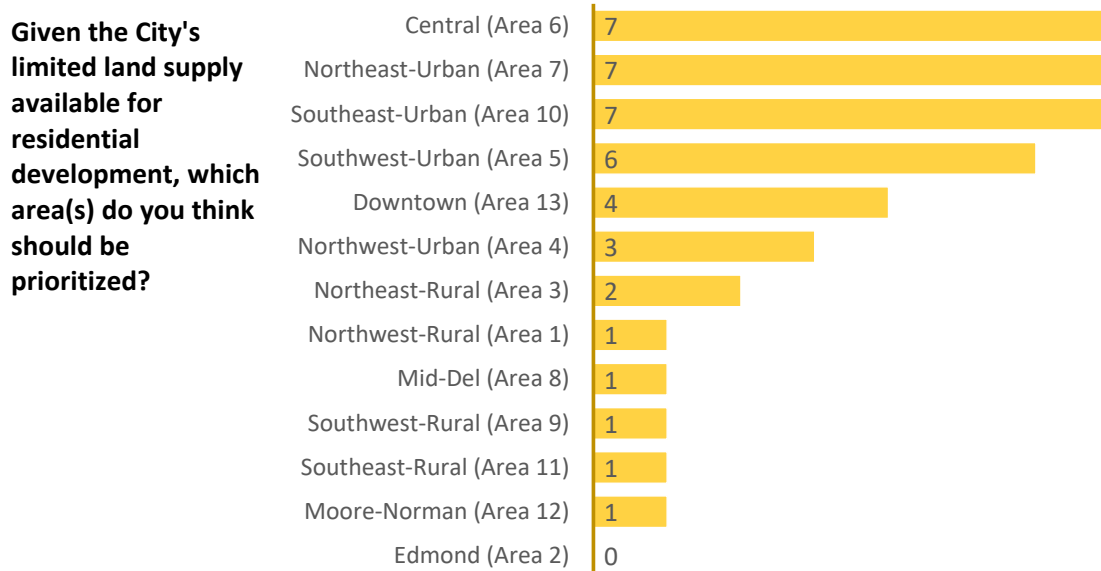 Given the City's
limited land supply
available for
residential
development, which
area(s) do you think
should be
prioritized?
Central (Area 6) 7
Northeast-Urban (Area 7) 7
Southeast-Urban (Area 10) 7
Southwest-Urban (Area 5) 6
Downtown (Area 13) 4
Northwest-Urban (Area 4) 3
Northeast-Rural (Area 3) 2
Northwest-Rural (Area 1) 1
Mid-Del (Area 8) 1
Southwest-Rural (Area 9) 1
Southeast-Rural (Area 11) 1
Moore-Norman (Area 12) 1
Edmond (Area 2) 0